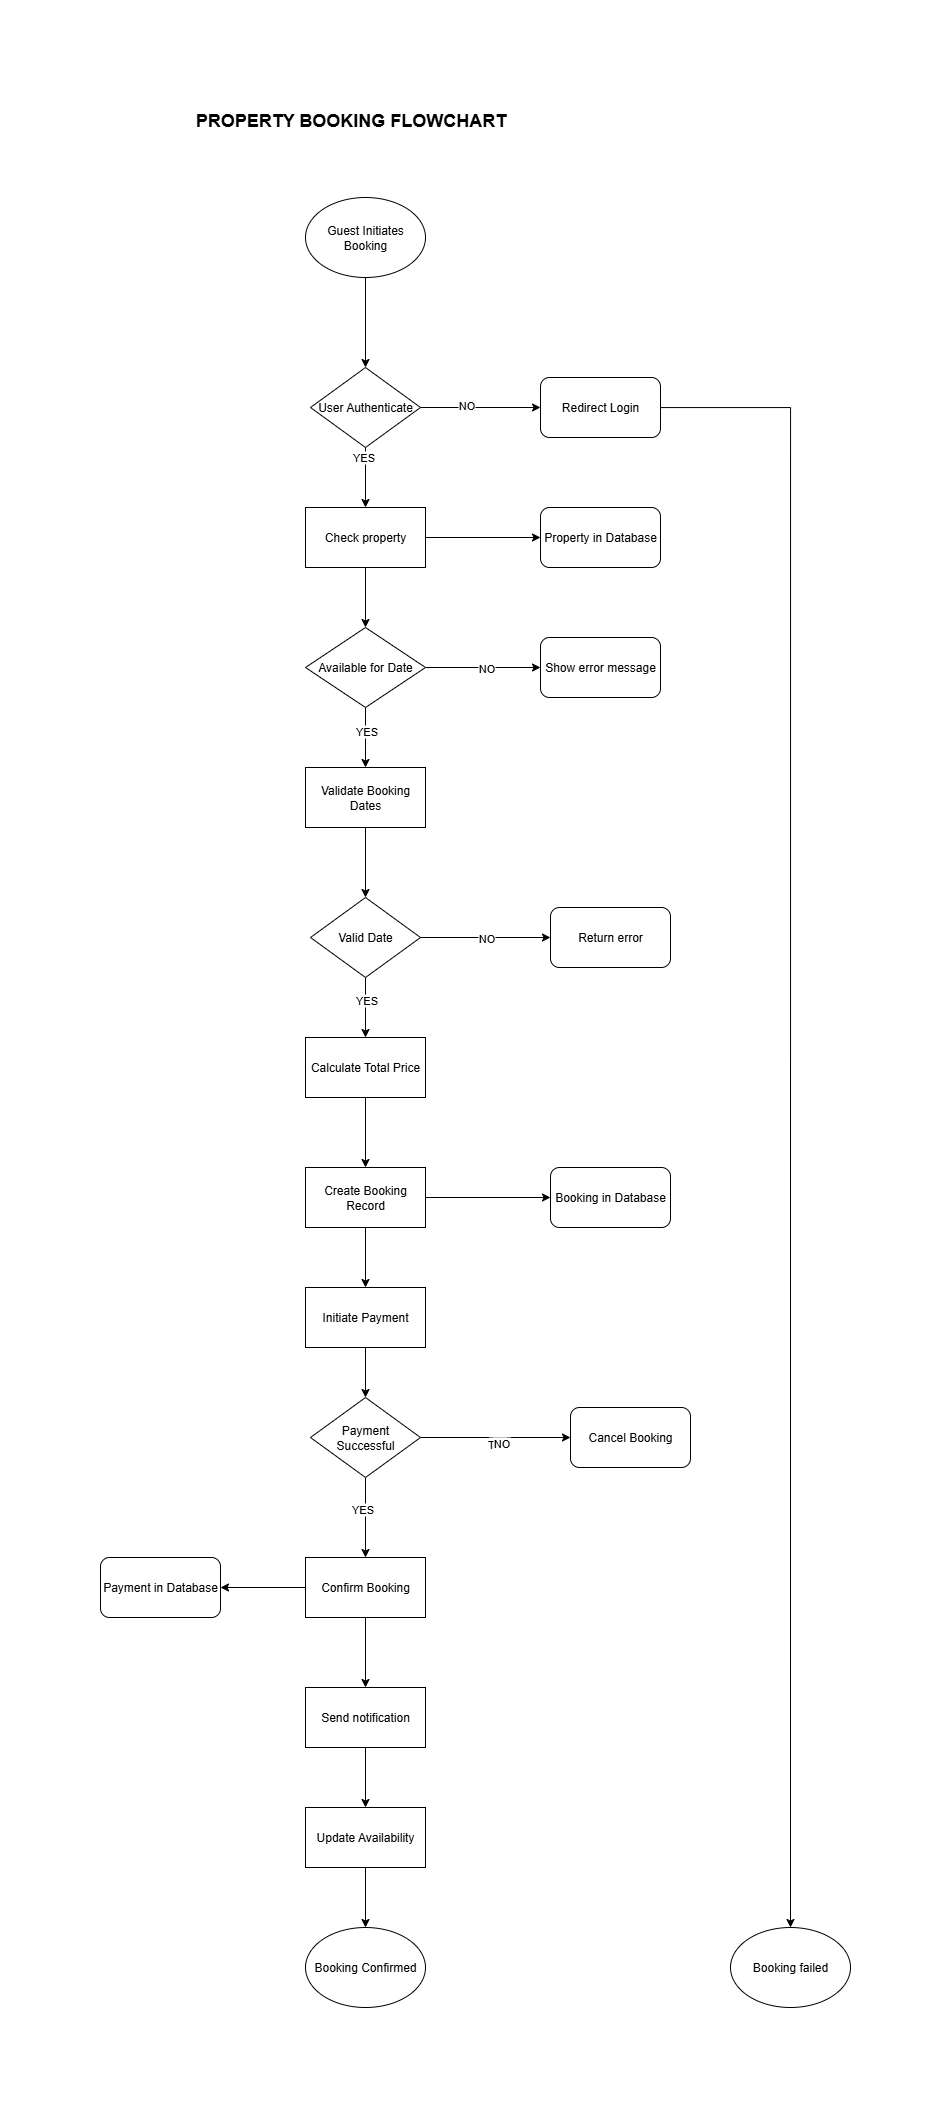 PROPERTY BOOKING FLOWCHART
Guest Initiates
Booking
User Authenticate
NO
Redirect Login
YES
Check property
Property in Database
Available for Date
NO
Show error message
YES
Validate Booking
Dates
Valid Date
NO
Return error
YES
Calculate Total Price
Create Booking
Record
Booking in Database
Initiate Payment
Payment
Successful
NO
Cancel Booking
YES
Payment in Database
Confirm Booking
Send notification
Update Availability
Booking Confirmed
Booking failed